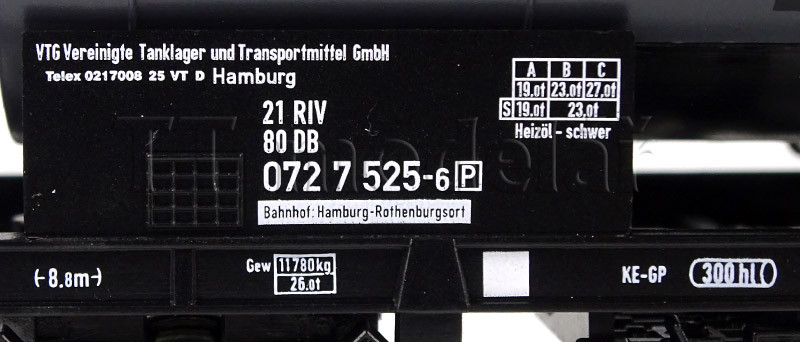 VTG Vereinigte Tanklager und Transportmittel GmbH
Telex 0217008 25 VT D Hamburg
21 RIV
80 DB
072 7 525-6 P
Bahnhof: Hamburg-Rothenburgsort
A B C
19,0t 23,0t 27,0t
S 19,0t 23,0t
Heizöl - schwer
(-8.8m-)
Gew 11780kg
26,0t
KE-GP
300 hl